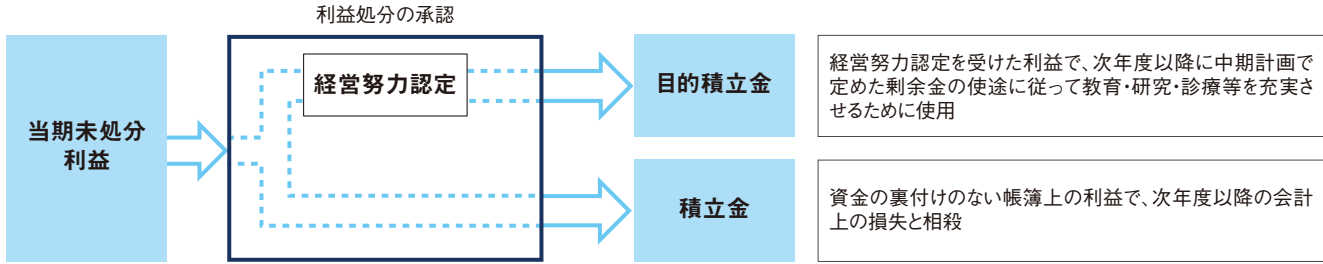 利益処分の承認
当期未処分
利益
経営努力認定
目的積立金
経営努力認定を受けた利益で、次年度以降に中期計画で
定めた剰余金の使途に従って教育・研究・診療等を充実さ
せるために使用
積立金
資金の裏付けのない帳簿上の利益で、次年度以降の会計
上の損失と相殺